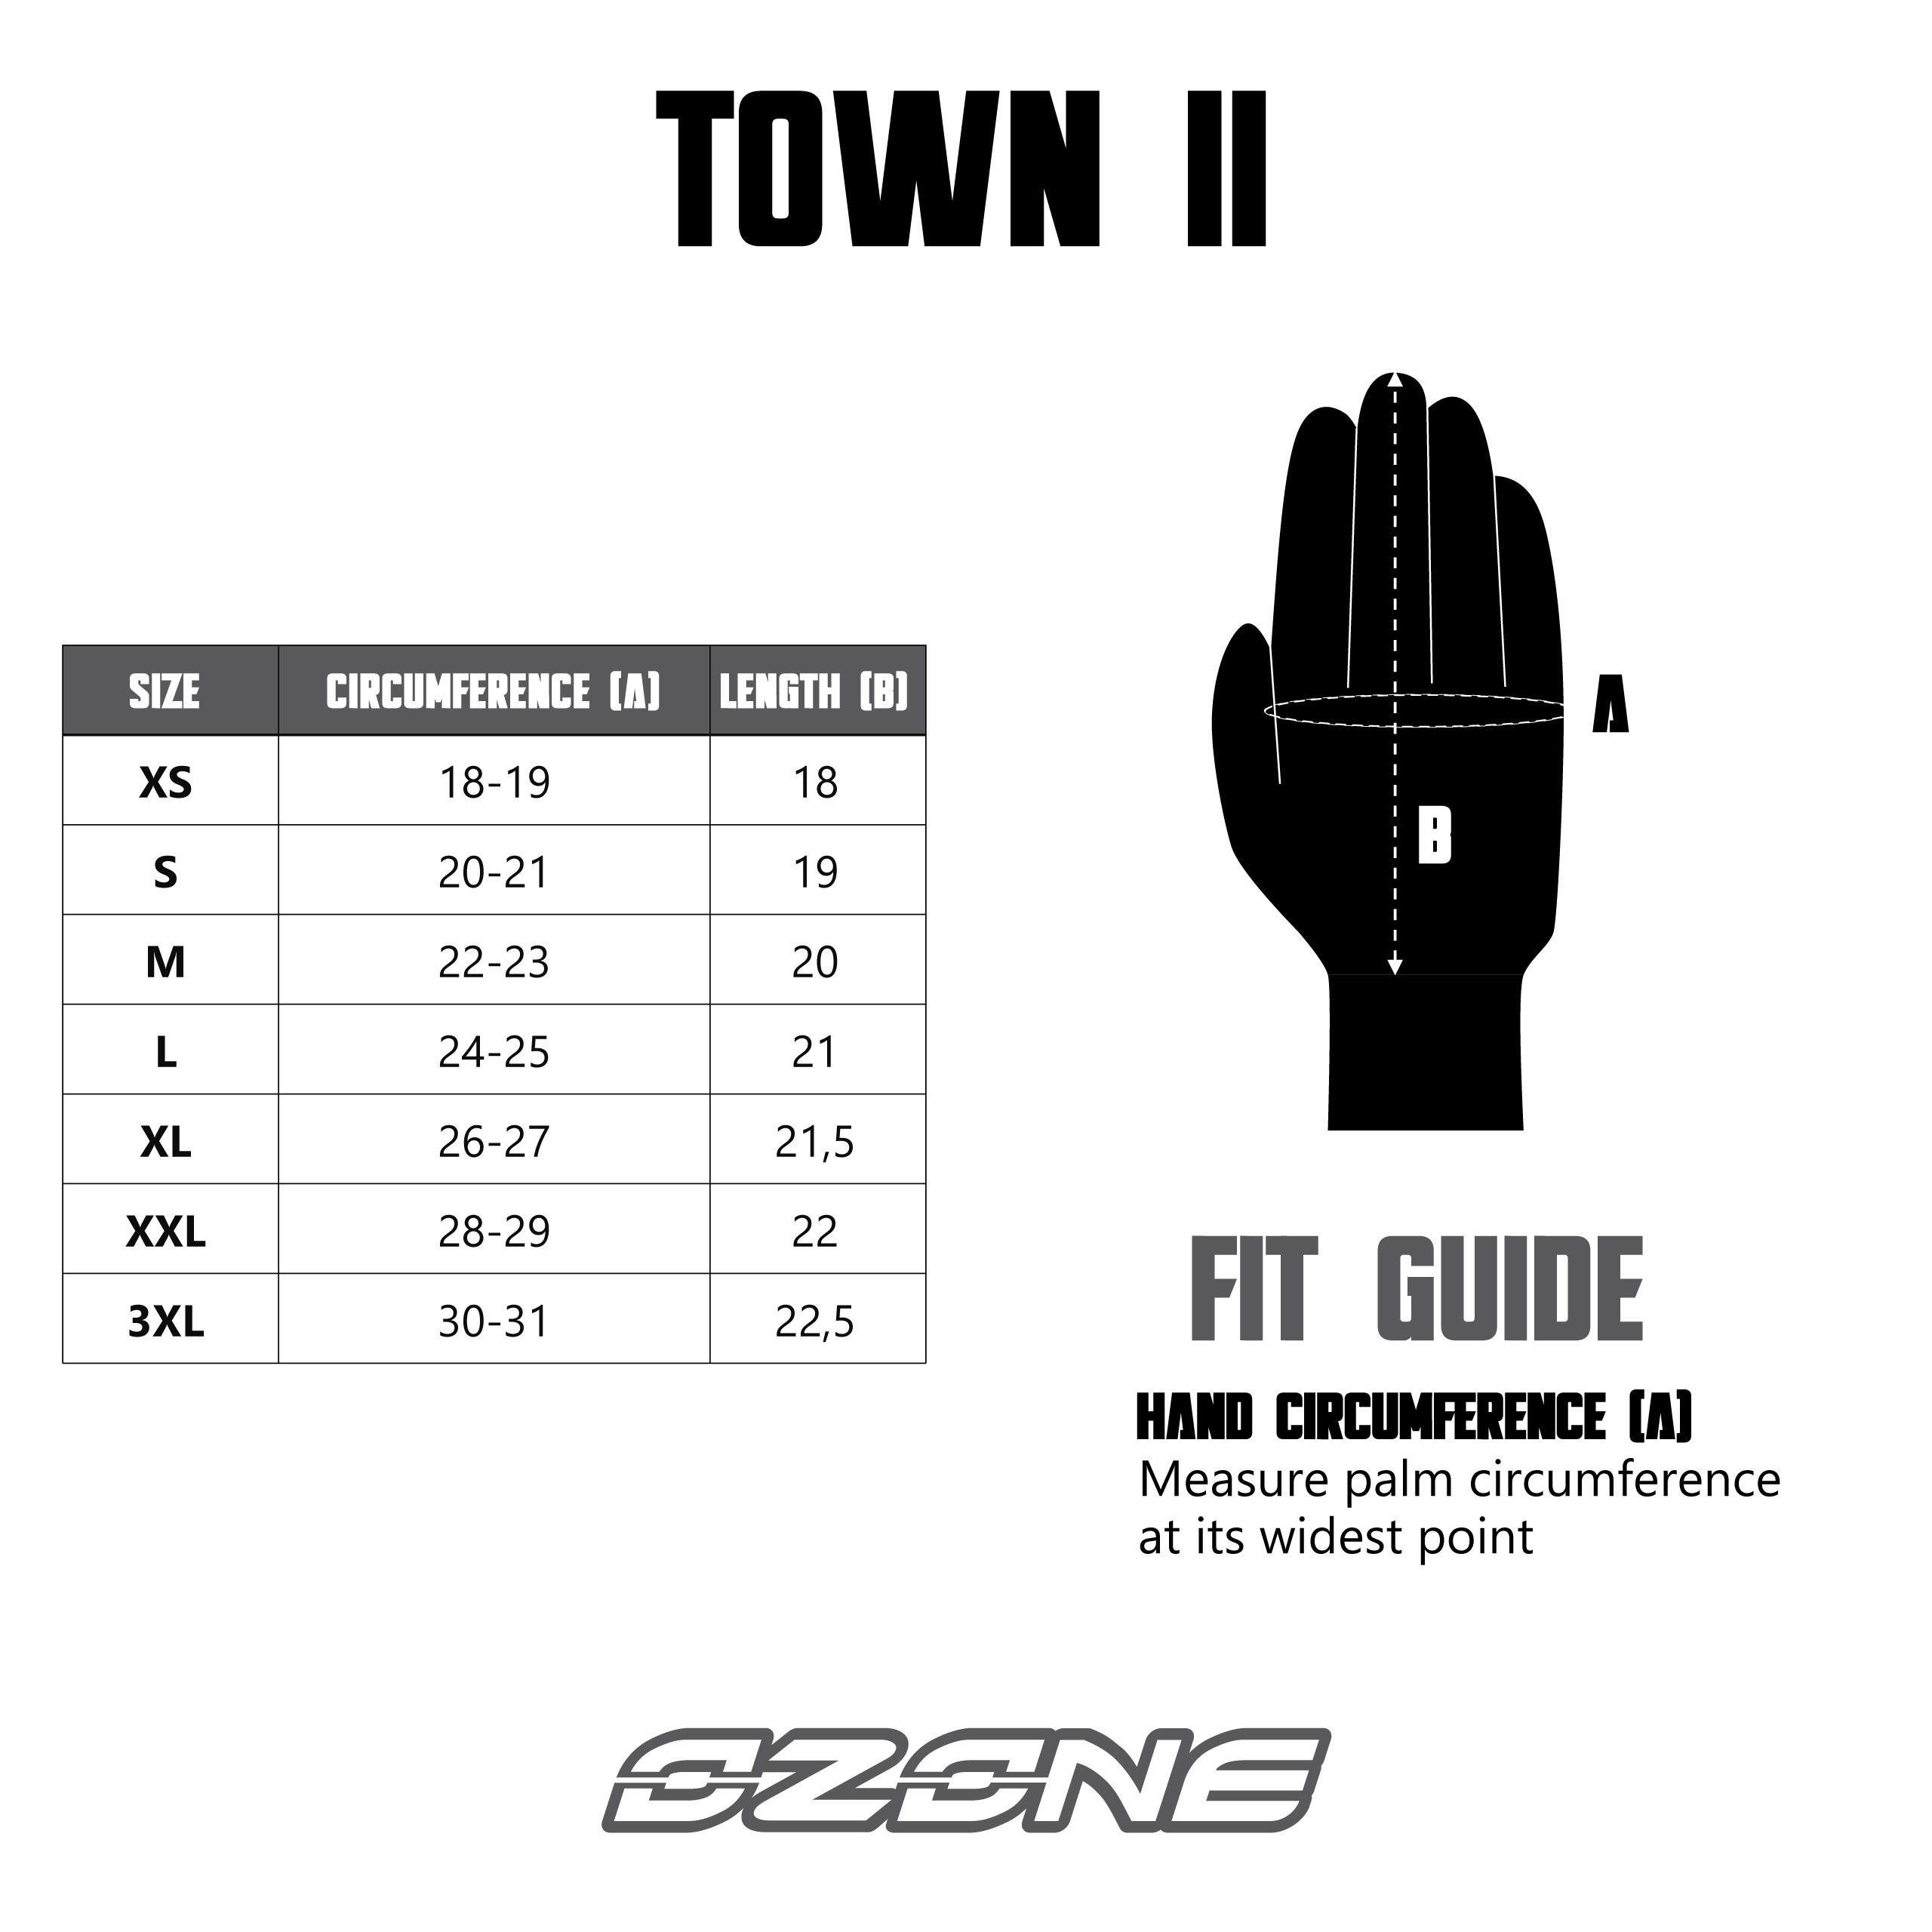 TOWN II
SIZE CIRCUMFERENCE (A) LENGTH (B)
XS 18-19 18
S 20-21 19
M 22-23 20
L 24-25 21
XL 26-27 21,5
XXL 28-29 22
3XL 30-31 22,5
A
B
FIT GUIDE
HAND CIRCUMFERENCE (A)
Measure palm circumference
at its widest point
OZONE